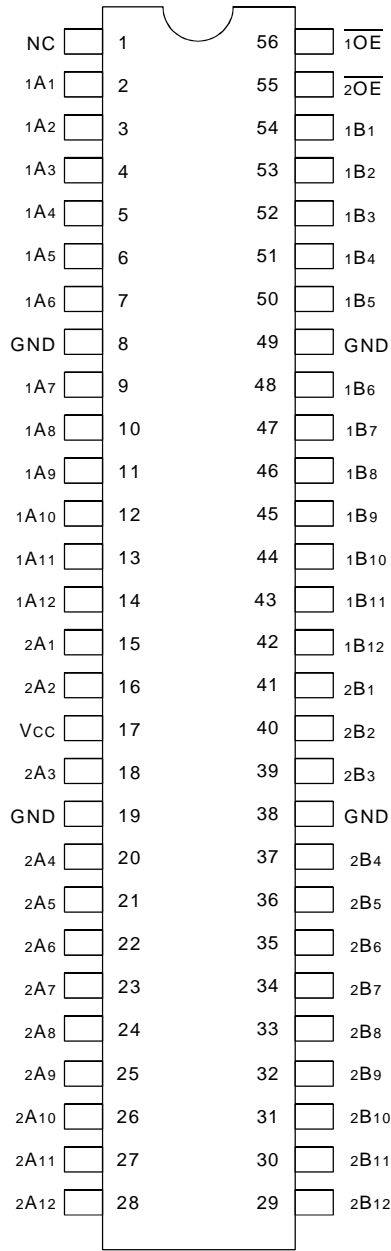 NC 1 56 1OE
1A1 2 55 2OE
1A2 3 54 1B1
1A3 4 53 1B2
1A4 5 52 1B3
1A5 6 51 1B4
1A6 7 50 1B5
GND 8 49 GND
1A7 9 48 1B6
1A8 10 47 1B7
1A9 11 46 1B8
1A10 12 45 1B9
1A11 13 44 1B10
1A12 14 43 1B11
2A1 15 42 1B12
2A2 16 41 2B1
VCC 17 40 2B2
2A3 18 39 2B3
GND 19 38 GND
2A4 20 37 2B4
2A5 21 36 2B5
2A6 22 35 2B6
2A7 23 34 2B7
2A8 24 33 2B8
2A9 25 32 2B9
2A10 26 31 2B10
2A11 27 30 2B11
2A12 28 29 2B12